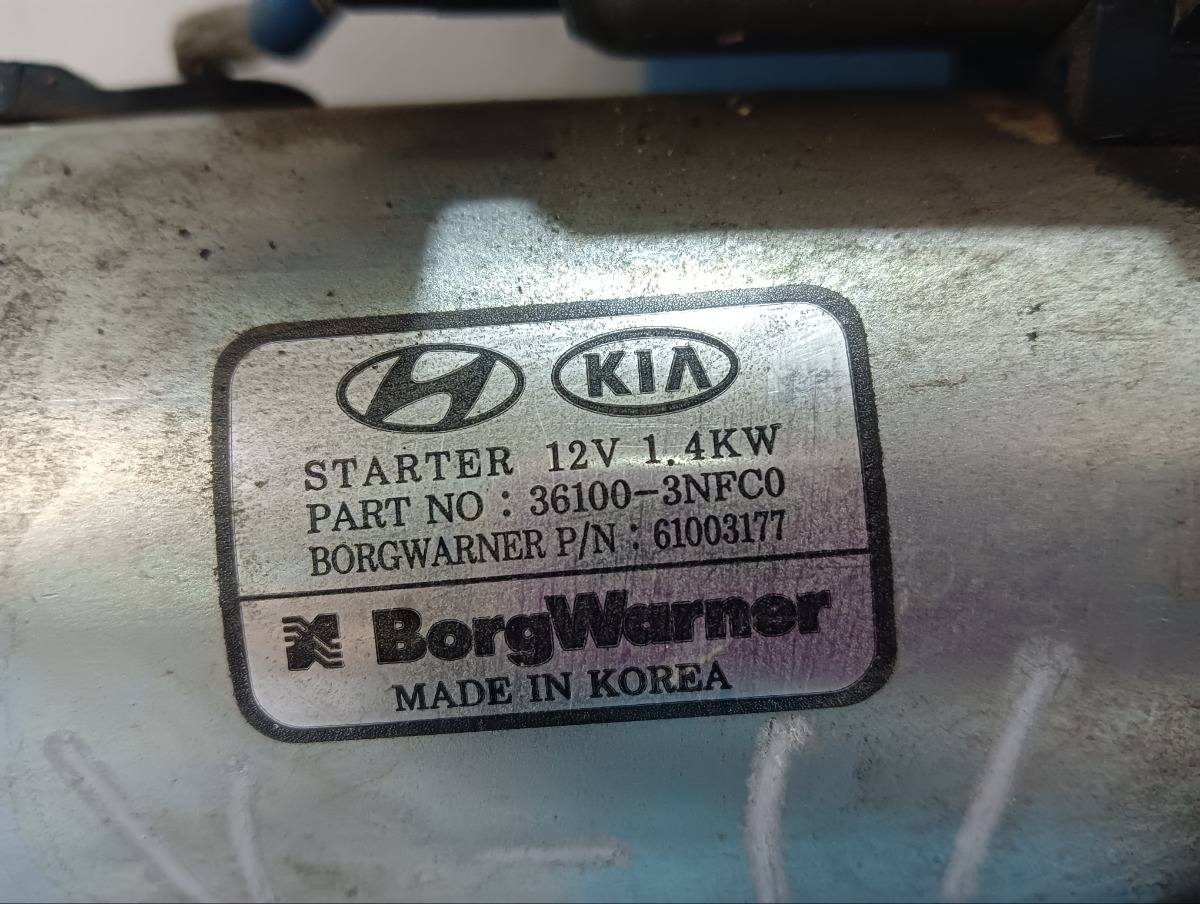 KIA
STARTER 12V 1.4KW
PART NO : 36100-3NFC0
BORGWARNER P/N : 61003177
BorgWarner
MADE IN KOREA